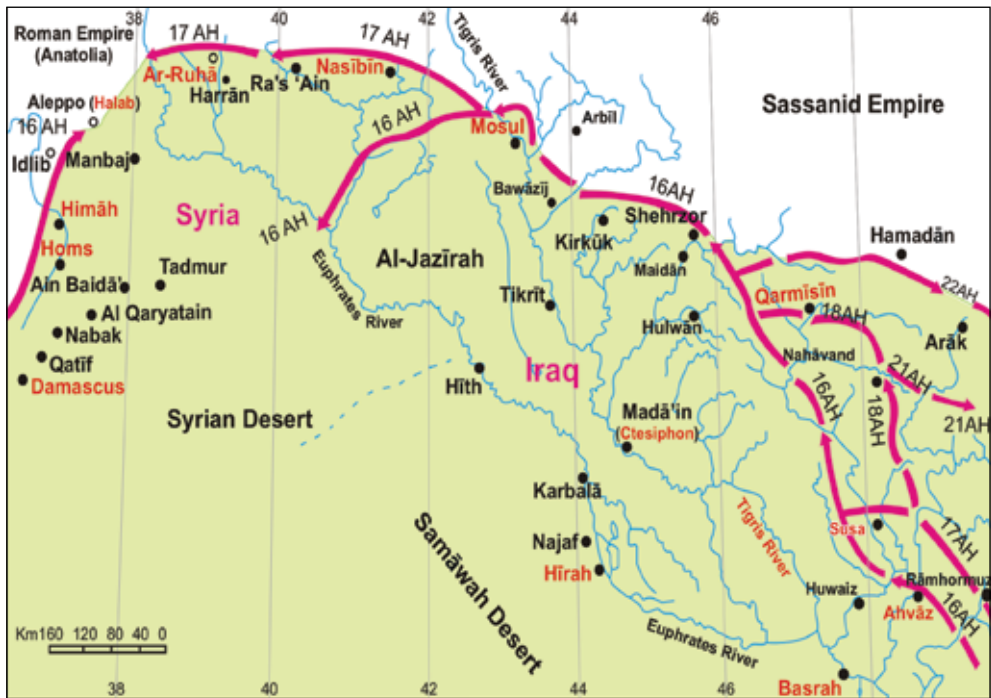 38
40
42
44
46
Roman Empire
(Anatolia)
17 AH
17 AH
Tigris River
Ar-Ruhā
Harrān
Ra's ‘Ain
Nasībīn
Sassanid Empire
Aleppo (Halab)
16 AH
16 AH
Mosul
Arbīl
Idlib
Manbaj
Bawāzīj
16AH
Himāh
Syria
16 AH
Shehrzor
Kirkūk
Hamadān
Homs
Euphrates
River
Al-Jazīrah
Maidān
Ain Baidā'
Tadmur
Tikrīt
Qarmīsīn
22AH
Al Qaryatain
Hulwān
18AH
Arāk
Nabak
Nahāvand
Qatīf
Hīth
Iraq
21AH
Damascus
16AH
18AH
21AH
Syrian Desert
Madā'in
(Ctesiphon)
Karbalā
Tigris River
Susa
17AH
Samāwah Desert
Najaf
Hīrah
Huwaiz
Ahvāz
Rāmhormuz
16AH
Euphrates River
Km160 120 80 40 0
Basrah
38
40
42
44
46